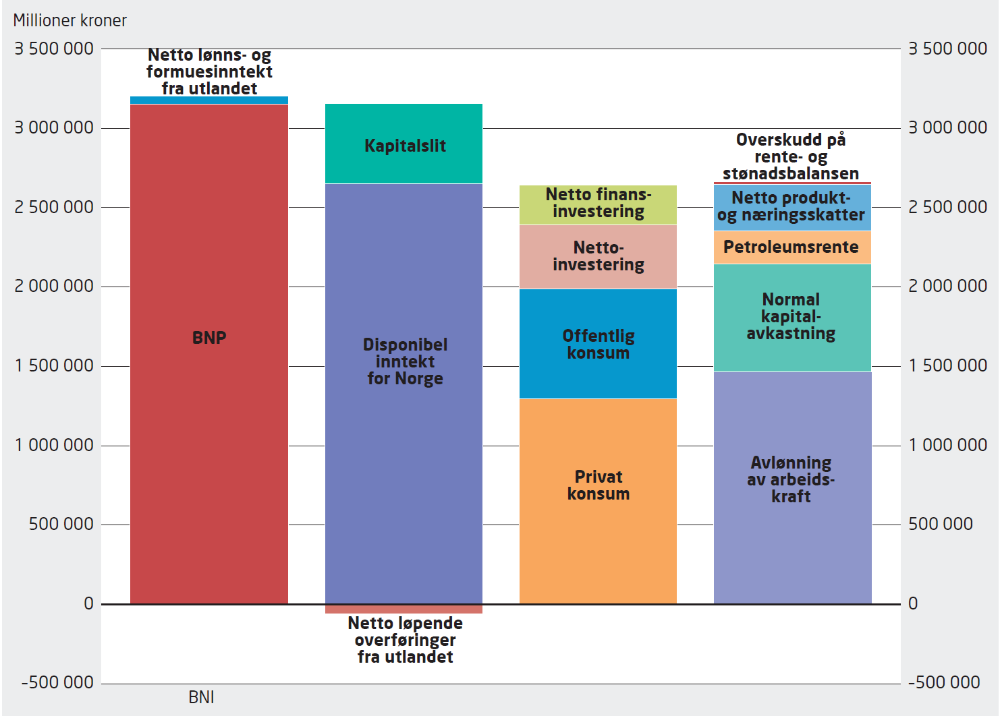 Millioner kroner
3 500 000
3 000 000
2 500 000
2 000 000
1 500 000
1 000 000
500 000
0
-500 000
Netto lønns- og
formuesinntekt
fra utlandet
BNP
BNI
Kapitalslit
Disponibel
inntekt
for Norge
Netto løpende
overføringer
fra utlandet
Netto finans-
investering
Netto-
investering
Offentlig
konsum
Privat
konsum
Overskudd på
rente- og
stønadsbalansen
Netto produkt-
og næringsskatter
Petroleumsrente
Normal
kapital-
avkastning
Avlønning
av arbeids-
kraft
3 500 000
3 000 000
2 500 000
2 000 000
1 500 000
1 000 000
500 000
0
-500 000